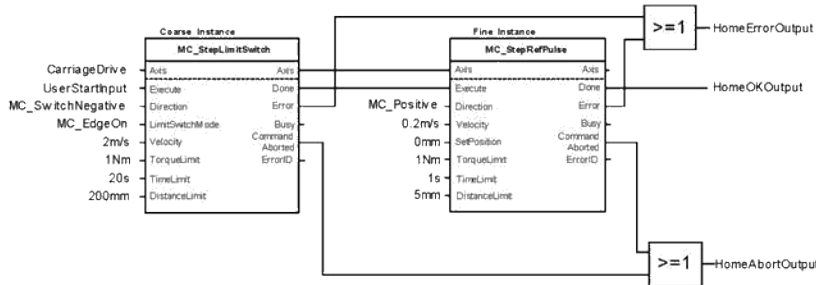 Coarse Instance
MC_StepLimitSwitch
CarriageDrive Axis Axis
UserStartInput Execute Done
MC_SwitchNegative Direction Error
MC_EdgeOn LimitSwitchMode Busy
2m/s Velocity Command Aborted
1Nm TorqueLimit ErrorID
20s TimeLimit
200mm DistanceLimit
Fine Instance
MC_StepRefPulse
Axis Axis
Execute Done
MC_Positive Direction Error
0.2m/s Velocity Busy
0mm SetPosition Command Aborted
1Nm TorqueLimit ErrorID
1s TimeLimit
5mm DistanceLimit
>=1 HomeErrorOutput
HomeOKOutput
>=1 HomeAbortOutput